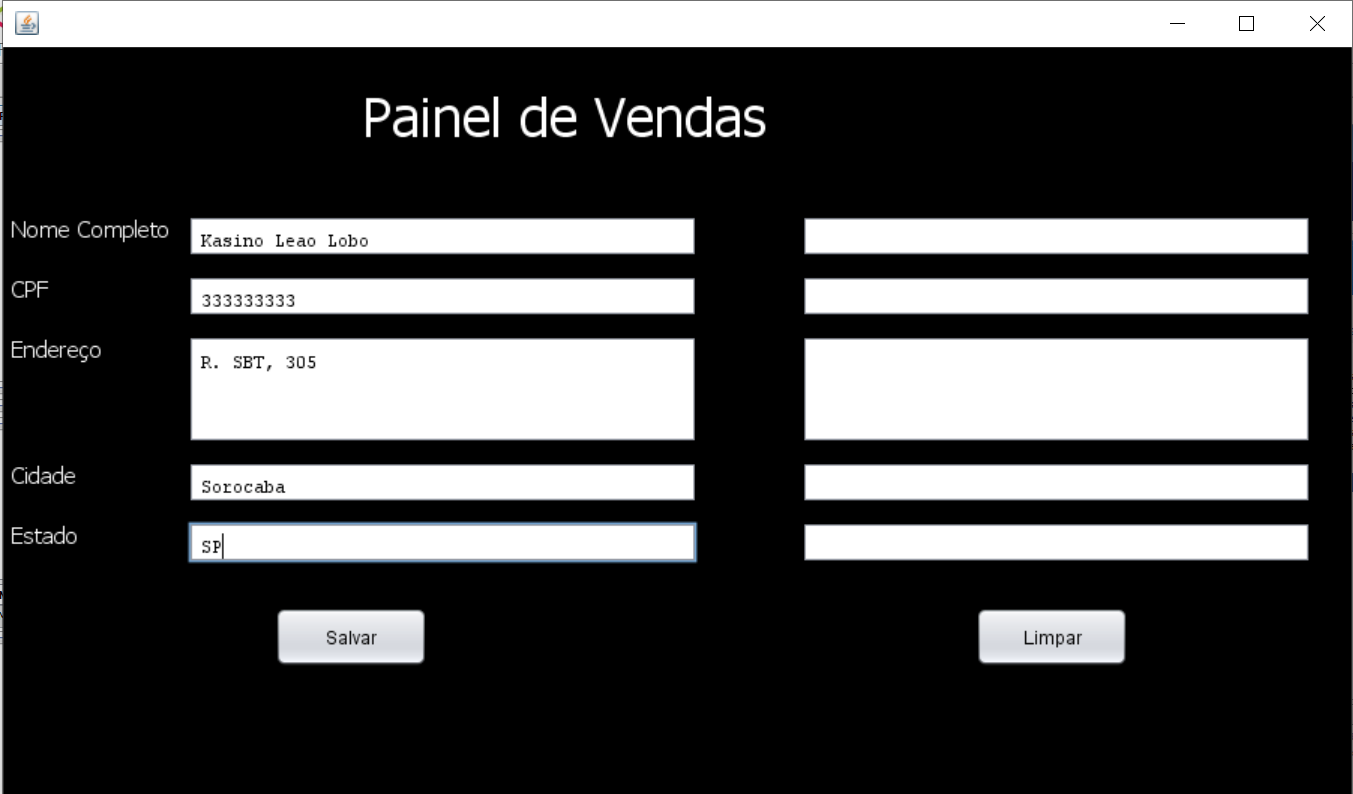 Painel de Vendas
Nome Completo Kasino Leao Lobo
CPF 333333333
Endereço R. SBT, 305
Cidade Sorocaba
Estado SP
Salvar Limpar